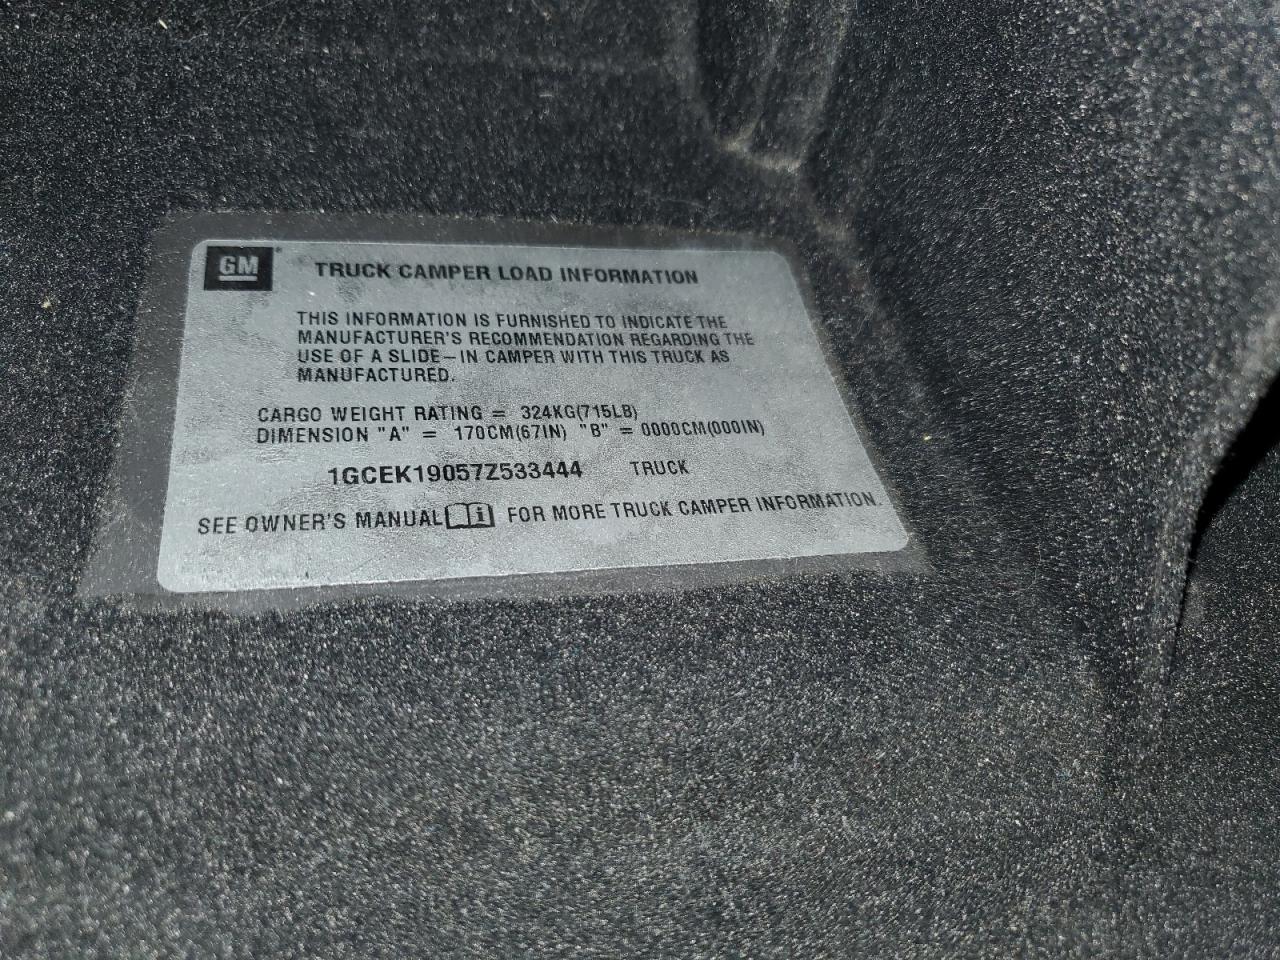 GM
TRUCK CAMPER LOAD INFORMATION
THIS INFORMATION IS FURNISHED TO INDICATE THE
MANUFACTURER'S RECOMMENDATION REGARDING THE
USE OF A SLIDE-IN CAMPER WITH THIS TRUCK AS
MANUFACTURED.
CARGO WEIGHT RATING = 324KG(715LB)
DIMENSION "A" = 170CM(67IN) "B" = 0000CM(000IN)
1GCEK19057Z533444 TRUCK
SEE OWNER'S MANUAL FOR MORE TRUCK CAMPER INFORMATION.